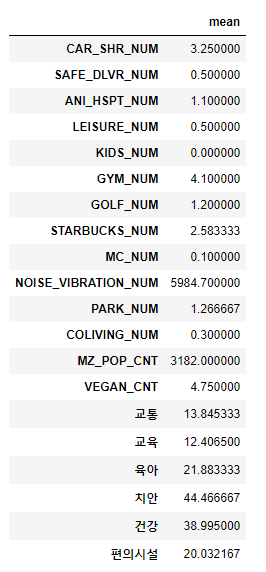 mean
CAR_SHR_NUM 3.250000
SAFE_DLVR_NUM 0.500000
ANI_HSPT_NUM 1.100000
LEISURE_NUM 0.500000
KIDS_NUM 0.000000
GYM_NUM 4.100000
GOLF_NUM 1.200000
STARBUCKS_NUM 2.583333
MC_NUM 0.100000
NOISE_VIBRATION_NUM 5984.700000
PARK_NUM 1.266667
COLIVING_NUM 0.300000
MZ_POP_CNT 3182.000000
VEGAN_CNT 4.750000
교통 13.845333
교육 12.406500
육아 21.883333
치안 44.466167
건강 38.995000
편의시설 20.032167